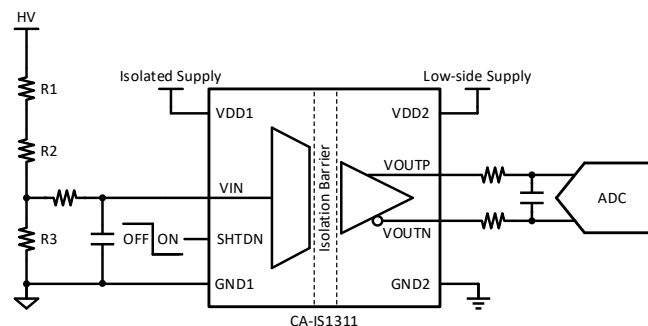 HV
R1
Isolated Supply
Low-side Supply
VDD1
VDD2
R2
Isolation Barrier
VOUTP
VIN
ADC
R3
OFF ON
SHTDN
VOUTN
GND1
GND2
CA-IS1311